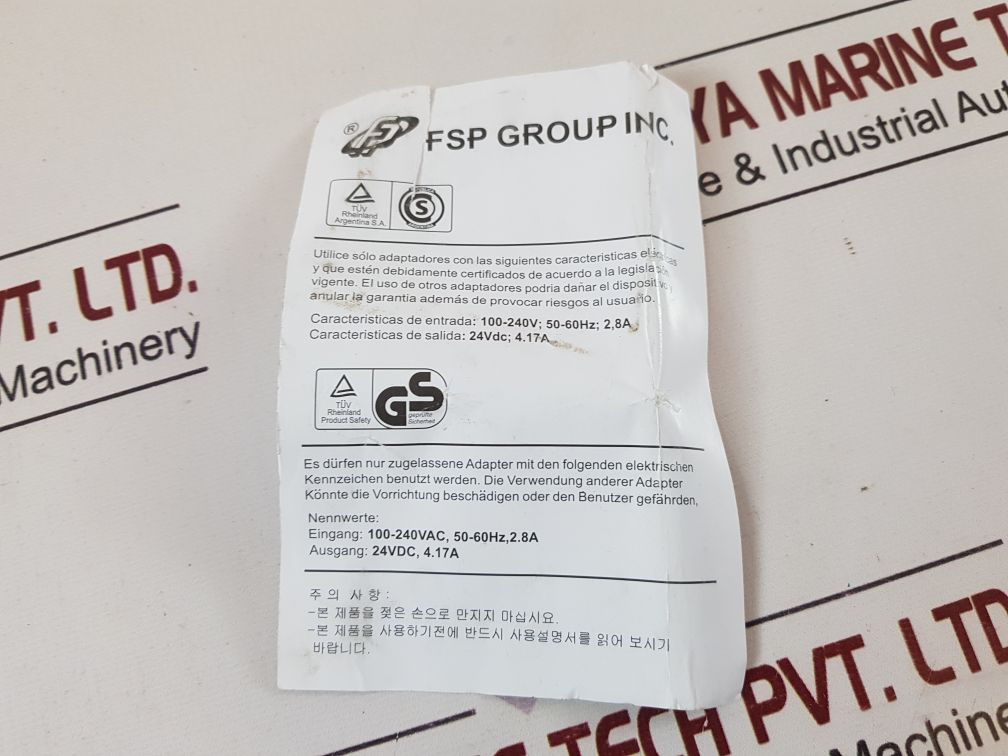 ® FSP GROUP INC.
TÜV
Rheinland
Argentina S.A.
REPUBLICA
S
ARGENTINA
Utilice sólo adaptadores con las siguientes caracteristicas
y que estén debidamente certificados de acuerdo a la legislación
vigente. El uso de otros adaptadores podria dañar el dispositivo,
anular la garantia además de provocar riesgos al usuario.
Caracteristicas de entrada: 100-240V; 50-60Hz; 2,8A
Caracteristicas de salida: 24Vdc; 4.17A
TÜV
Rheinland
Product Safety
GS
geprüfte
Sicherheit
Es dürfen nur zugelassene Adapter mit den folgenden elektrischen
Kennzeichen benutzt werden. Die Verwendung anderer Adapter
Könnte die Vorrichtung beschädigen oder den Benutzer gefährden,
Nennwerte:
Eingang: 100-240VAC, 50-60Hz,2.8A
Ausgang: 24VDC, 4.17A
주 의 사 항 :
-본 제품을 젖은 손으로 만지지 마십시요.
-본 제품을 사용하기전에 반드시 사용설명서를 읽어 보시기
바랍니다.
YA MARINE T
e & Industrial Aut
VT. LTD.
Machinery
TECH PVT. LTD
Machine